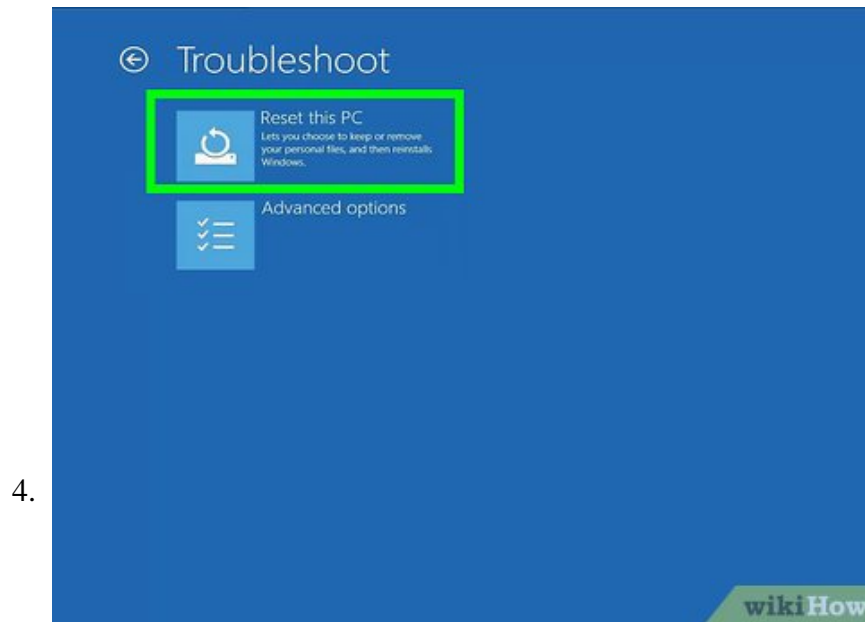 Troubleshoot
Reset this PC
Lets you choose to keep or remove
your personal files, and then reinstalls
Windows.
Advanced options
4.
wikiHow